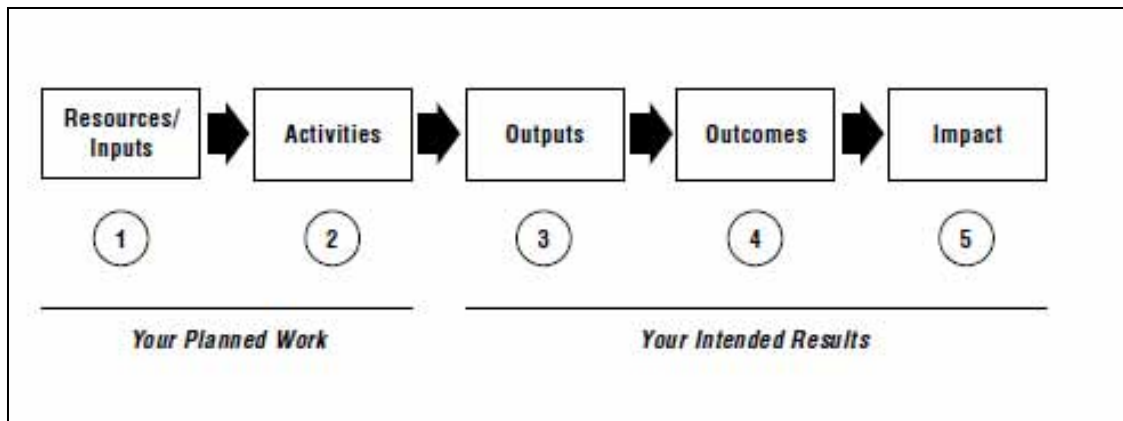 Resources/
Inputs
Activities
Outputs
Outcomes
Impact
1
2
3
4
5
Your Planned Work
Your Intended Results